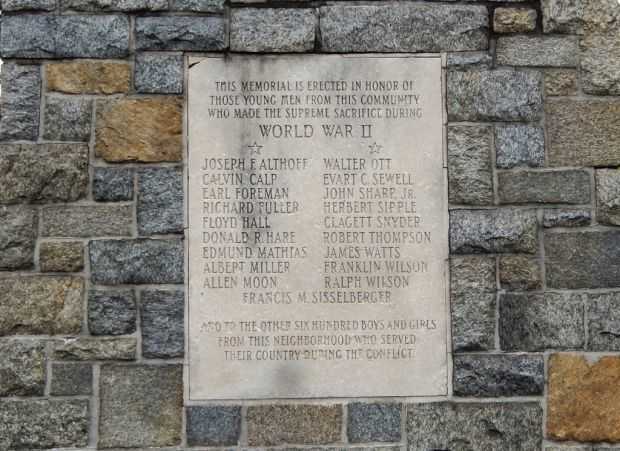 THIS MEMORIAL IS ERECTED IN HONOR OF
THOSE YOUNG MEN FROM THIS COMMUNITY
WHO MADE THE SUPREME SACRIFICE DURING
WORLD WAR II
JOSEPH F. ALTHOFF
CALVIN CALP
EARL FOREMAN
RICHARD FULLER
FLOYD HALL
DONALD R. HARE
EDMUND MATHIAS
ALBERT MILLER
ALLEN MOON
WALTER OTT
EVART C. SEWELL
JOHN SHARP, JR.
HERBERT SIPPLE
CLAGETT SNYDER
ROBERT THOMPSON
JAMES WATTS
FRANKLIN WILSON
RALPH WILSON
FRANCIS M. SISSELBERGER
AND TO THE OTHER SIX HUNDRED BOYS AND GIRLS
FROM THIS NEIGHBORHOOD WHO SERVED
THEIR COUNTRY DURING THE CONFLICT